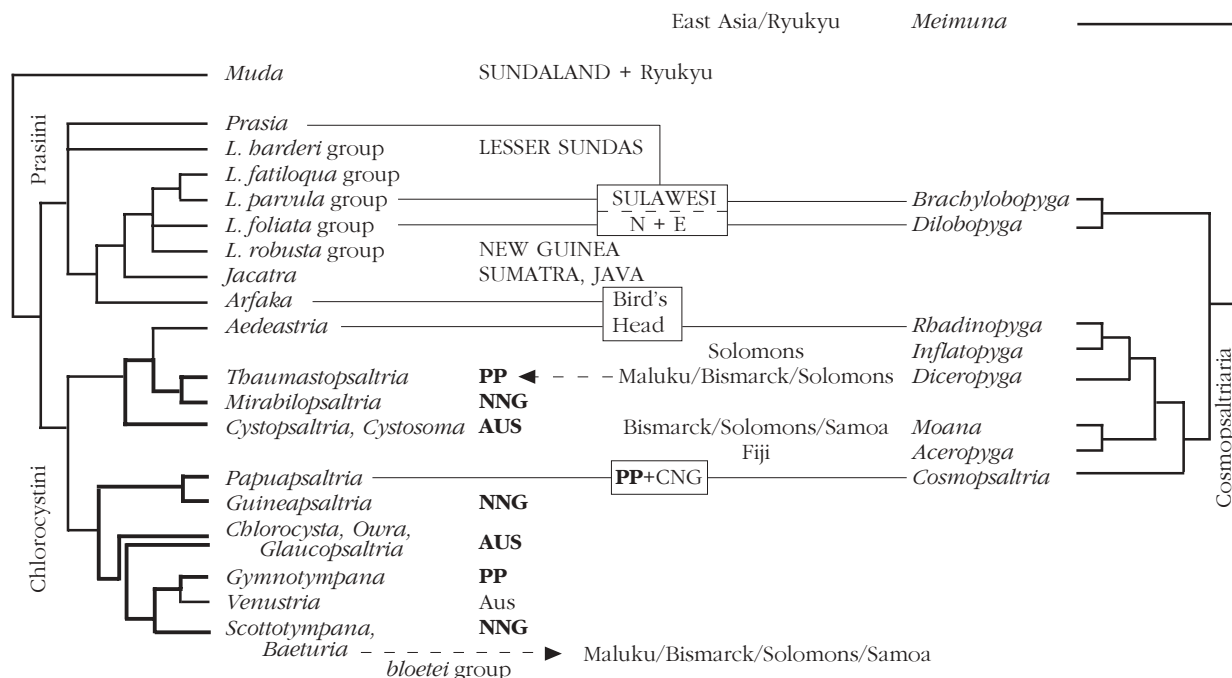 East Asia/Ryukyu Meimuna
Muda SUNDALAND + Ryukyu
Prasiini
Prasia
L. harderi group LESSER SUNDAS
L. fatiloqua group
L. parvula group SULAWESI Brachylobopyga
L. foliata group N + E Dilobopyga
L. robusta group NEW GUINEA
Jacatra SUMATRA, JAVA
Arfaka Bird's
Aedeastria Head Rhadinopyga
Solomons Inflatopyga
Thaumastopsaltria PP Maluku/Bismarck/Solomons Diceropyga
Mirabilopsaltria NNG
Cystopsaltria, Cystosoma AUS Bismarck/Solomons/Samoa Moana
Fiji Aceropyga
Papuapsaltria PP+CNG Cosmopsaltria
Guineapsaltria NNG
Cosmopsaltriaria
Chlorocystini
Chlorocysta, Owra,
Glaucopsaltria AUS
Gymnotympana PP
Venustria Aus
Scottotympana, NNG
Baeturia Maluku/Bismarck/Solomons/Samoa
bloetei group